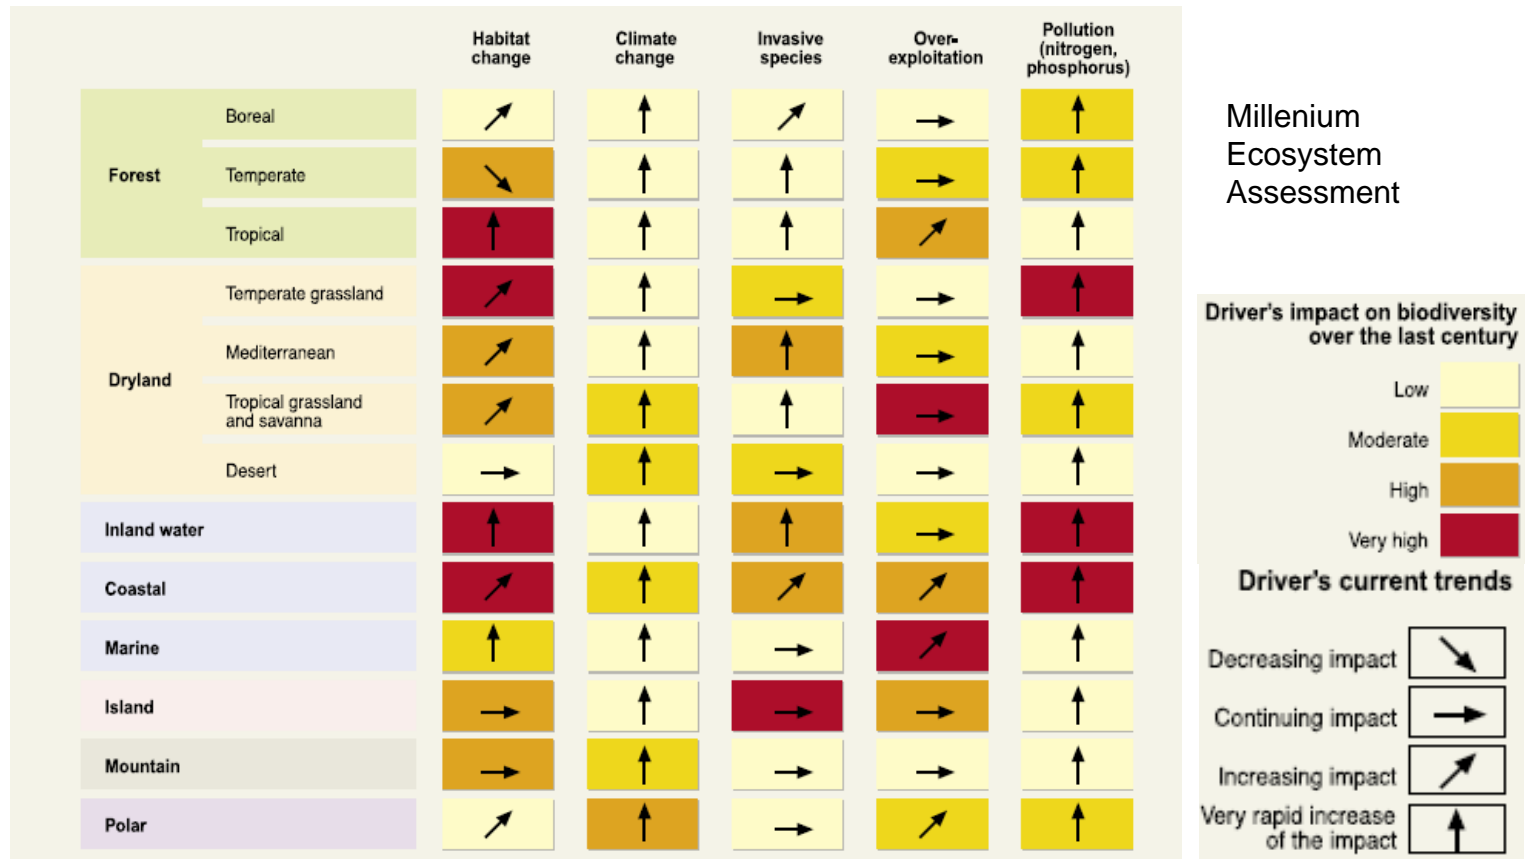 Habitat
change
Climate
change
Invasive
species
Over-
exploitation
Pollution
(nitrogen,
phosphorus)
Forest
Boreal
Temperate
Tropical
Dryland
Temperate grassland
Mediterranean
Tropical grassland
and savanna
Desert
Inland water
Coastal
Marine
Island
Mountain
Polar
Millenium
Ecosystem
Assessment
Driver's impact on biodiversity
over the last century
Low
Moderate
High
Very high
Driver's current trends
Decreasing impact
Continuing impact
Increasing impact
Very rapid increase
of the impact